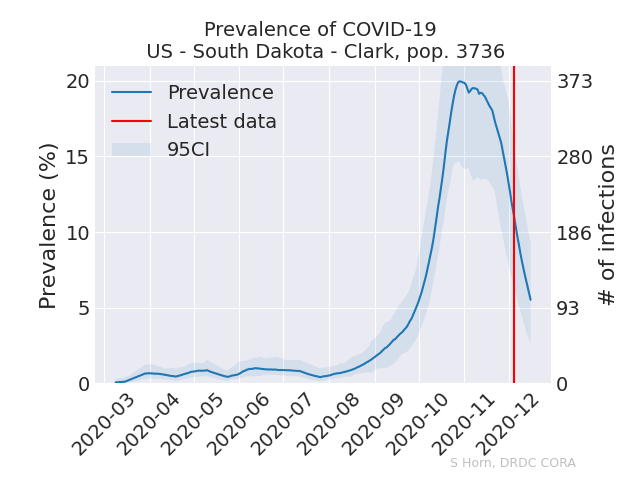 Prevalence of COVID-19
US - South Dakota - Clark, pop. 3736
Prevalence
Latest data
95CI
Prevalence (%)
20
15
10
5
0
373
280
186
93
0
# of infections
2020-03
2020-04
2020-05
2020-06
2020-07
2020-08
2020-09
2020-10
2020-11
2020-12
S Horn, DRDC CORA